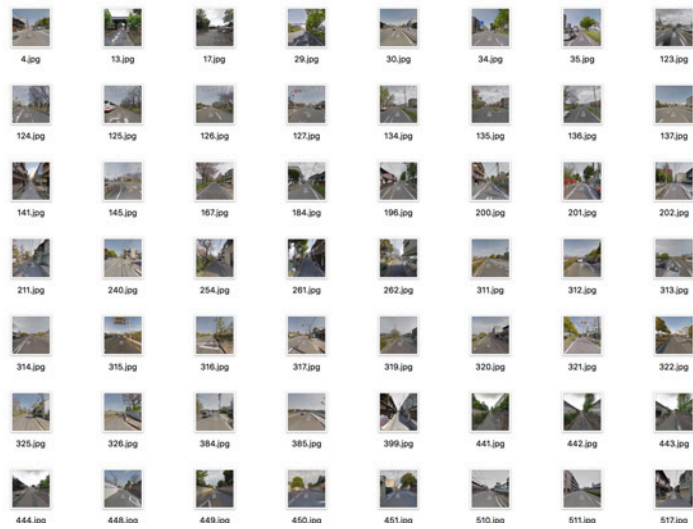 4.jpg 13.jpg 17.jpg 29.jpg 30.jpg 34.jpg 35.jpg 123.jpg
124.jpg 125.jpg 126.jpg 127.jpg 134.jpg 135.jpg 136.jpg 137.jpg
141.jpg 145.jpg 167.jpg 184.jpg 196.jpg 200.jpg 201.jpg 202.jpg
211.jpg 240.jpg 254.jpg 261.jpg 262.jpg 311.jpg 312.jpg 313.jpg
314.jpg 315.jpg 316.jpg 317.jpg 319.jpg 320.jpg 321.jpg 322.jpg
325.jpg 326.jpg 384.jpg 385.jpg 399.jpg 441.jpg 442.jpg 443.jpg
444.jpg 448.jpg 449.jpg 450.jpg 451.jpg 510.jpg 511.jpg 517.jpg